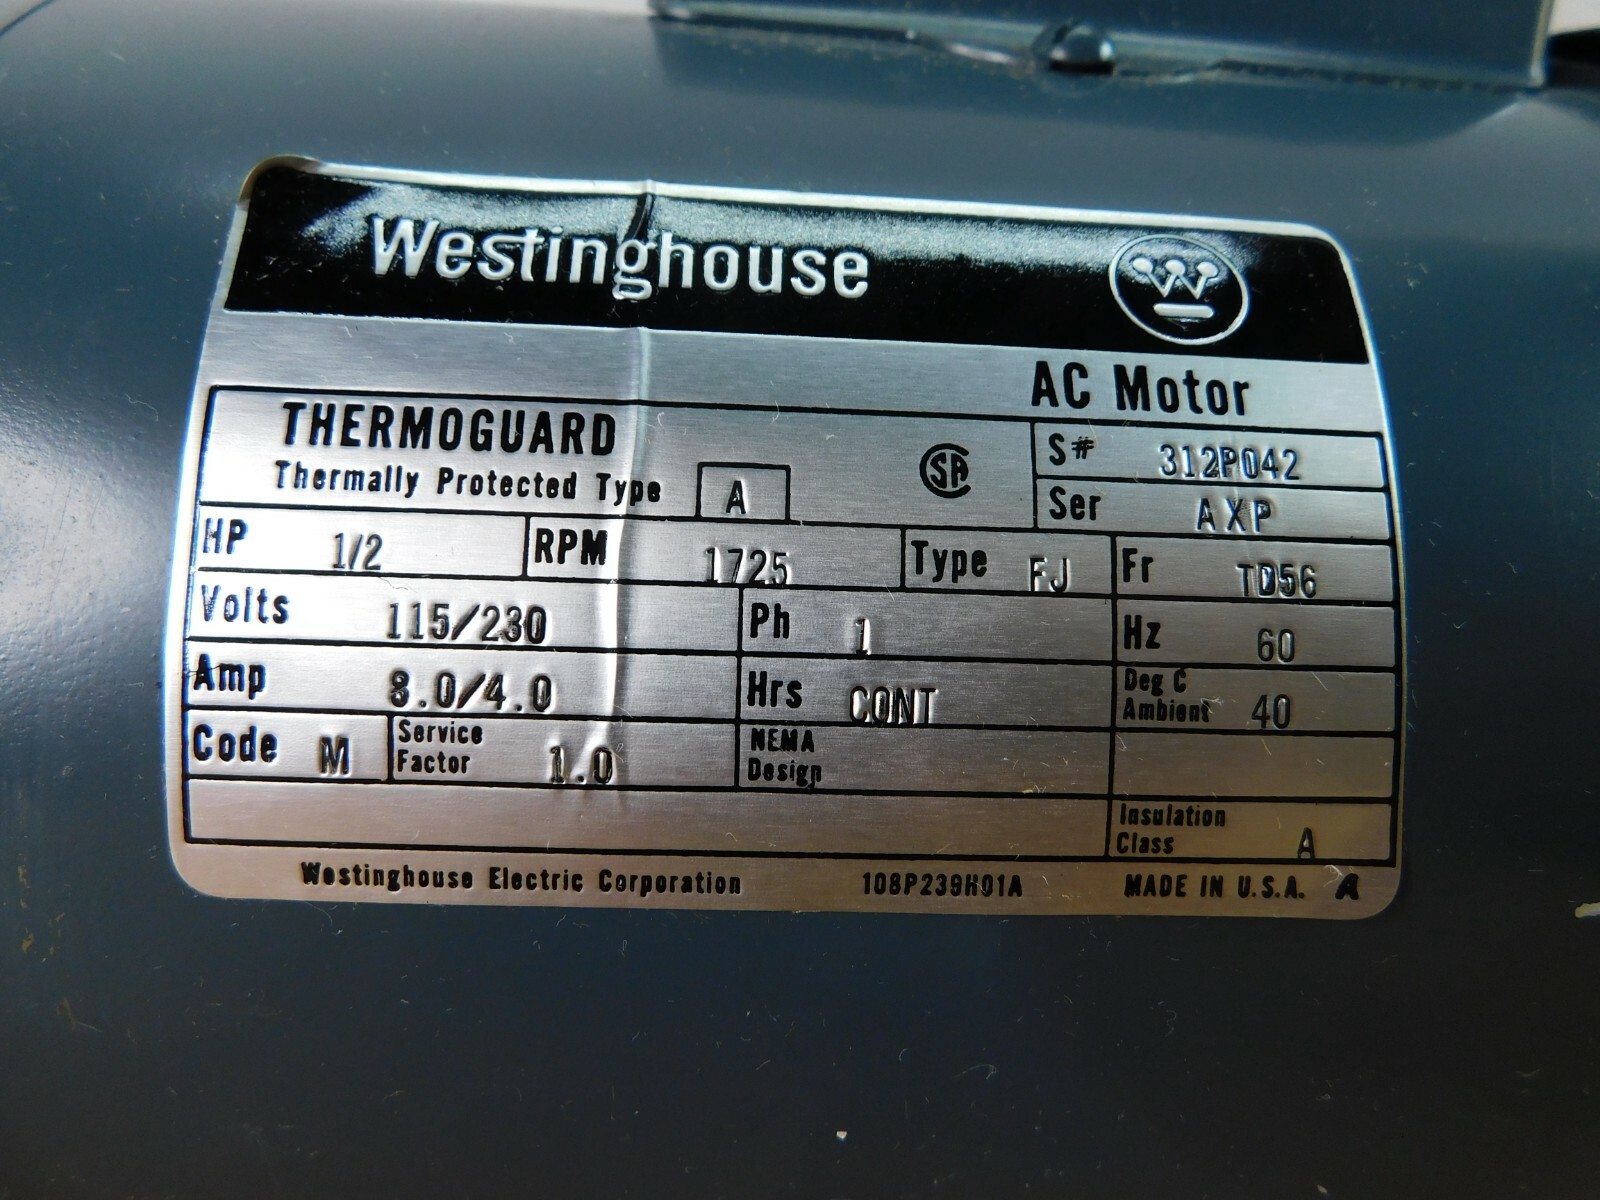 Westinghouse
W
AC Motor
THERMOGUARD
Thermally Protected Type A
SA
S# 312P042
Ser AXP
HP 1/2 RPM 1725 Type FJ Fr TD56
Volts 115/230 Ph 1 Hz 60
Amp 8.0/4.0 Hrs CONT Deg C Ambient 40
Code M Service Factor 1.0 NEMA Design
Insulation Class A
Westinghouse Electric Corporation 108P239H01A MADE IN U.S.A. A